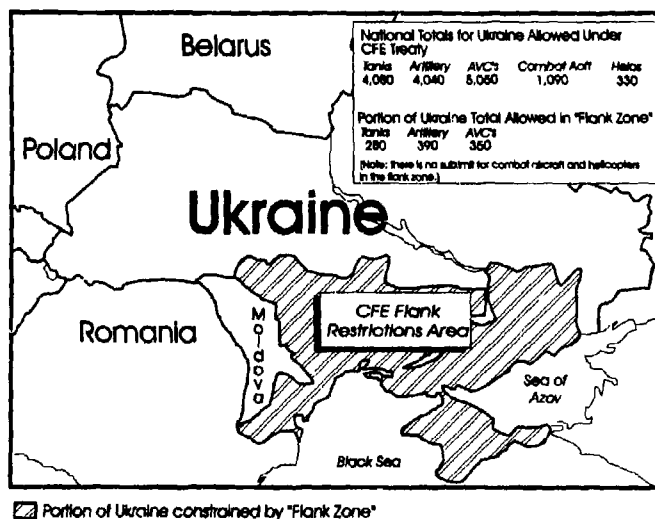 Belarus
Poland
Ukraine
Romania
Moldova
National Totals for Ukraine Allowed Under
CFE Treaty
Tanks Artillery AVC's Combat Acft Helos
4,080 4,040 5,050 1,090 330
Portion of Ukraine Total Allowed in "Flank Zone"
Tanks Artillery AVC's
280 390 350
(Note: there is no sublimit for combat aircraft and helicopters
in the flank zone.)
CFE Flank
Restrictions Area
Sea of
Azov
Black Sea
Portion of Ukraine constrained by "Flank Zone"